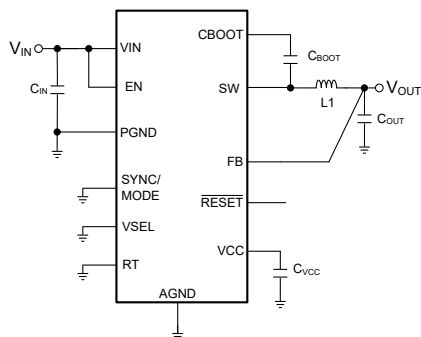 VIN
CIN
VIN
EN
PGND
SYNC/
MODE
VSEL
RT
AGND
CBOOT
SW
FB
RESET
VCC
CBOOT
L1
VOUT
COUT
CVCC